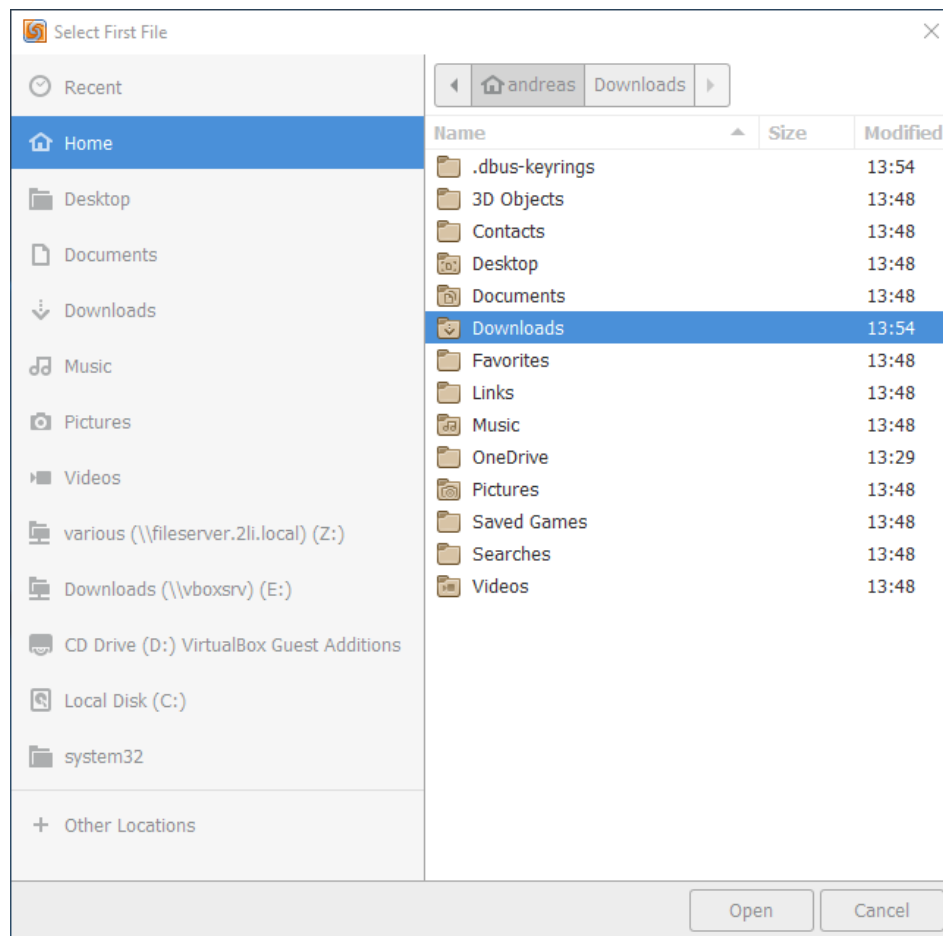 Select First File
Recent
Home
Desktop
Documents
Downloads
Music
Pictures
Videos
various (\\fileserver.2li.local) (Z:)
Downloads (\\vboxsrv) (E:)
CD Drive (D:) VirtualBox Guest Additions
Local Disk (C:)
system32
Other Locations
andreas Downloads
Name Size Modified
.dbus-keyrings 13:54
3D Objects 13:48
Contacts 13:48
Desktop 13:48
Documents 13:48
Downloads 13:54
Favorites 13:48
Links 13:48
Music 13:48
OneDrive 13:29
Pictures 13:48
Saved Games 13:48
Searches 13:48
Videos 13:48
Open Cancel